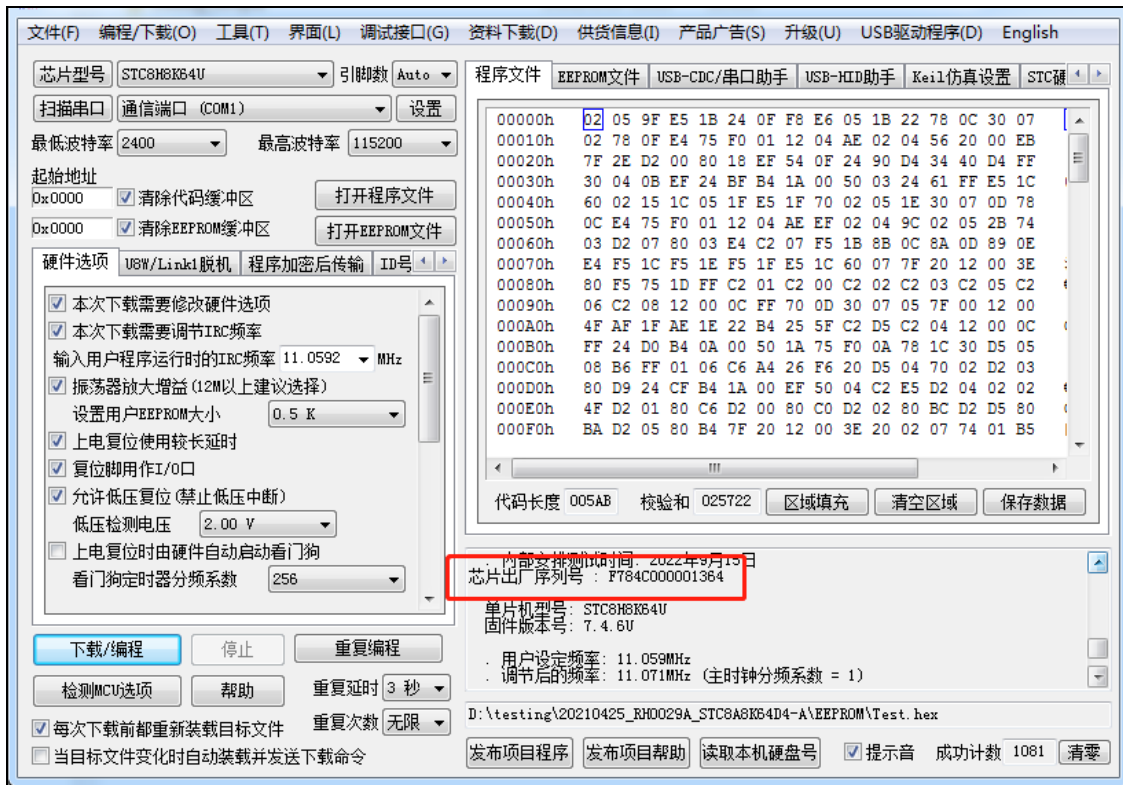 文件(F) 编程/下载(O) 工具(T) 界面(L) 调试接口(G) 资料下载(D) 供货信息(I) 产品广告(S) 升级(U) USB驱动程序(D) English
芯片型号 STC8H8K64U 引脚数 Auto
扫描串口 通信端口 (COM1) 设置
最低波特率 2400 最高波特率 115200
起始地址
0x0000 清除代码缓冲区 打开程序文件
0x0000 清除EEPROM缓冲区 打开EEPROM文件
硬件选项 U8W/Link1脱机 程序加密后传输 ID号
本次下载需要修改硬件选项
本次下载需要调节IRC频率
输入用户程序运行时的IRC频率 11.0592 MHz
振荡器放大增益(12M以上建议选择)
设置用户EEPROM大小 0.5 K
上电复位使用较长延时
复位脚用作I/O口
允许低压复位(禁止低压中断)
低压检测电压 2.00 V
上电复位时由硬件自动启动看门狗
看门狗定时器分频系数 256
下载/编程 停止 重复编程
检测MCU选项 帮助 重复延时 3 秒
每次下载前都重新装载目标文件 重复次数 无限
当目标文件变化时自动装载并发送下载命令
程序文件 EEPROM文件 USB-CDC/串口助手 USB-HID助手 Keil仿真设置 STC硬
00000h 02 05 9F E5 1B 24 0F F8 E6 05 1B 22 78 0C 30 07
00010h 02 78 0F E4 75 F0 01 12 04 AE 02 04 56 20 00 EB
00020h 7F 2E D2 00 80 18 EF 54 0F 24 90 D4 34 40 D4 FF
00030h 30 04 0B EF 24 BF B4 1A 00 50 03 24 61 FF E5 1C
00040h 60 02 15 1C 05 1F E5 1F 70 02 05 1E 30 07 0D 78
00050h 0C E4 75 F0 01 12 04 AE EF 02 04 9C 02 05 2B 74
00060h 03 D2 07 80 03 E4 C2 07 F5 1B 8B 0C 8A 0D 89 0E
00070h E4 F5 1C F5 1E F5 1F E5 1C 60 07 7F 20 12 00 3E
00080h 80 F5 75 1D FF C2 01 C2 00 C2 02 C2 03 C2 05 C2
00090h 06 C2 08 12 00 0C FF 70 0D 30 07 05 7F 00 12 00
000A0h 4F AF 1F AE 1E 22 B4 25 5F C2 D5 C2 04 12 00 0C
000B0h FF 24 D0 B4 0A 00 50 1A 75 F0 0A 78 1C 30 D5 05
000C0h 08 B6 FF 01 06 C6 A4 26 F6 20 D5 04 70 02 D2 03
000D0h 80 D9 24 CF B4 1A 00 EF 50 04 C2 E5 D2 04 02 02
000E0h 4F D2 01 80 C6 D2 00 80 C0 D2 02 80 BC D2 D5 80
000F0h BA D2 05 80 B4 7F 20 12 00 3E 20 02 07 74 01 B5
代码长度 005AB 校验和 025722 区域填充 清空区域 保存数据
. 内部安排测试时间: 2022年9月15日
芯片出厂序列号 : F784C000001364
单片机型号: STC8H8K64U
固件版本号: 7.4.6U
. 用户设定频率: 11.059MHz
. 调节后的频率: 11.071MHz (主时钟分频系数 = 1)
D:\testing\20210425_RH0029A_STC8A8K64D4-A\EEPROM\Test.hex
发布项目程序 发布项目帮助 读取本机硬盘号 提示音 成功计数 1081 清零